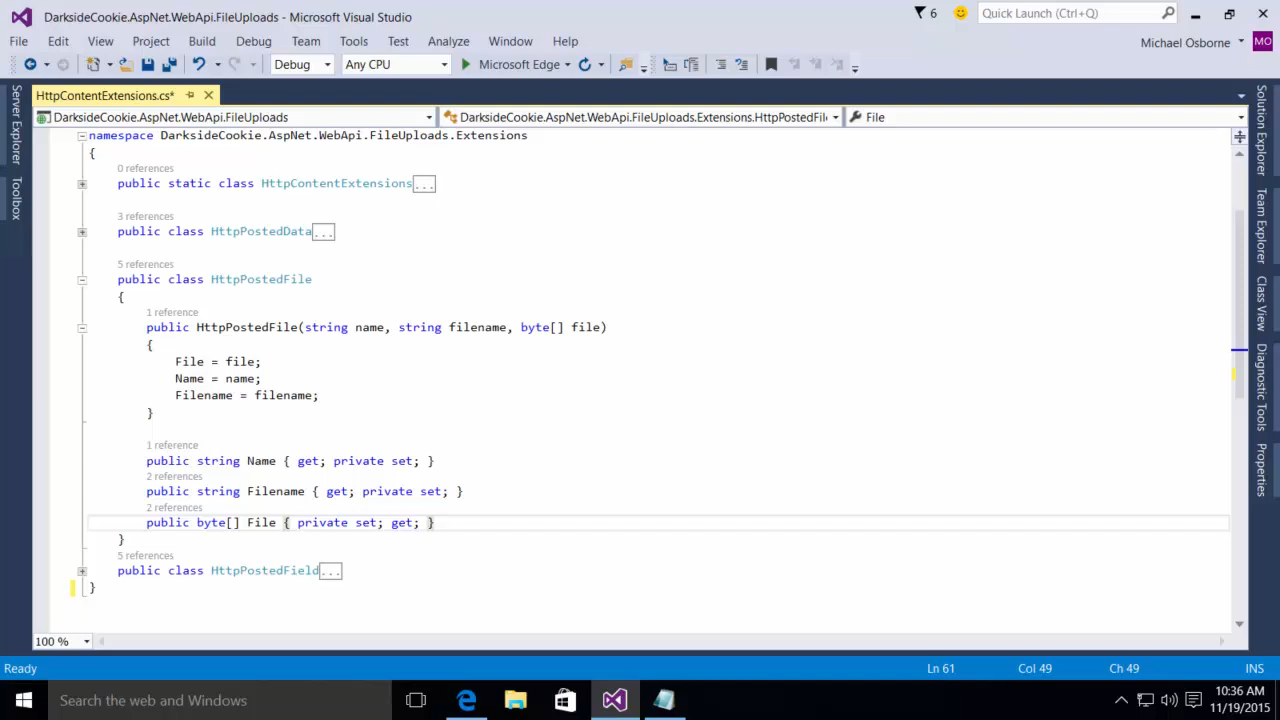 DarksideCookie.AspNet.WebApi.FileUploads - Microsoft Visual Studio
6
Quick Launch (Ctrl+Q)
File Edit View Project Build Debug Team Tools Test Analyze Window Help
Michael Osborne
MO
Debug
Any CPU
Microsoft Edge
HttpContentExtensions.cs*
DarksideCookie.AspNet.WebApi.FileUploads
DarksideCookie.AspNet.WebApi.FileUploads.Extensions.HttpPostedFil
File
Server Explorer
Toolbox
Solution Explorer
Team Explorer
Class View
Diagnostic Tools
Properties
namespace DarksideCookie.AspNet.WebApi.FileUploads.Extensions
{
0 references
public static class HttpContentExtensions...
3 references
public class HttpPostedData...
5 references
public class HttpPostedFile
{
1 reference
public HttpPostedFile(string name, string filename, byte[] file)
{
File = file;
Name = name;
Filename = filename;
}
1 reference
public string Name { get; private set; }
2 references
public string Filename { get; private set; }
2 references
public byte[] File { private set; get; }
}
5 references
public class HttpPostedField...
}
100 %
Ready
Ln 61
Col 49
Ch 49
INS
Search the web and Windows
10:36 AM
11/19/2015